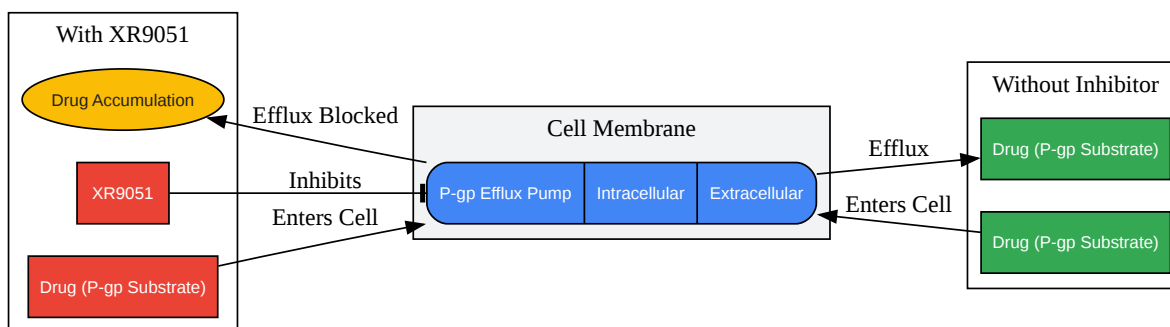 With XR9051
Drug Accumulation
XR9051
Drug (P-gp Substrate)
Efflux Blocked
Inhibits
Enters Cell
Cell Membrane
P-gp Efflux Pump
Intracellular
Extracellular
Efflux
Enters Cell
Without Inhibitor
Drug (P-gp Substrate)
Drug (P-gp Substrate)